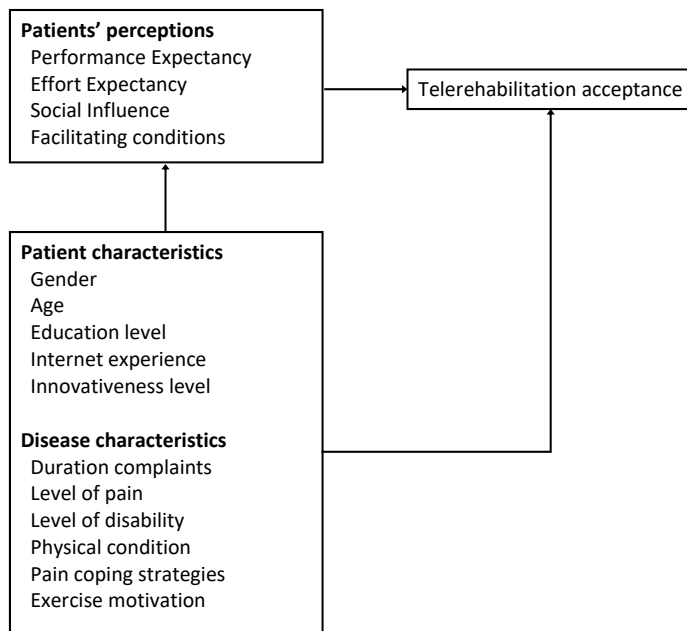 Patients’ perceptions
Performance Expectancy
Effort Expectancy
Social Influence
Facilitating conditions
Telerehabilitation acceptance
Patient characteristics
Gender
Age
Education level
Internet experience
Innovativeness level
Disease characteristics
Duration complaints
Level of pain
Level of disability
Physical condition
Pain coping strategies
Exercise motivation